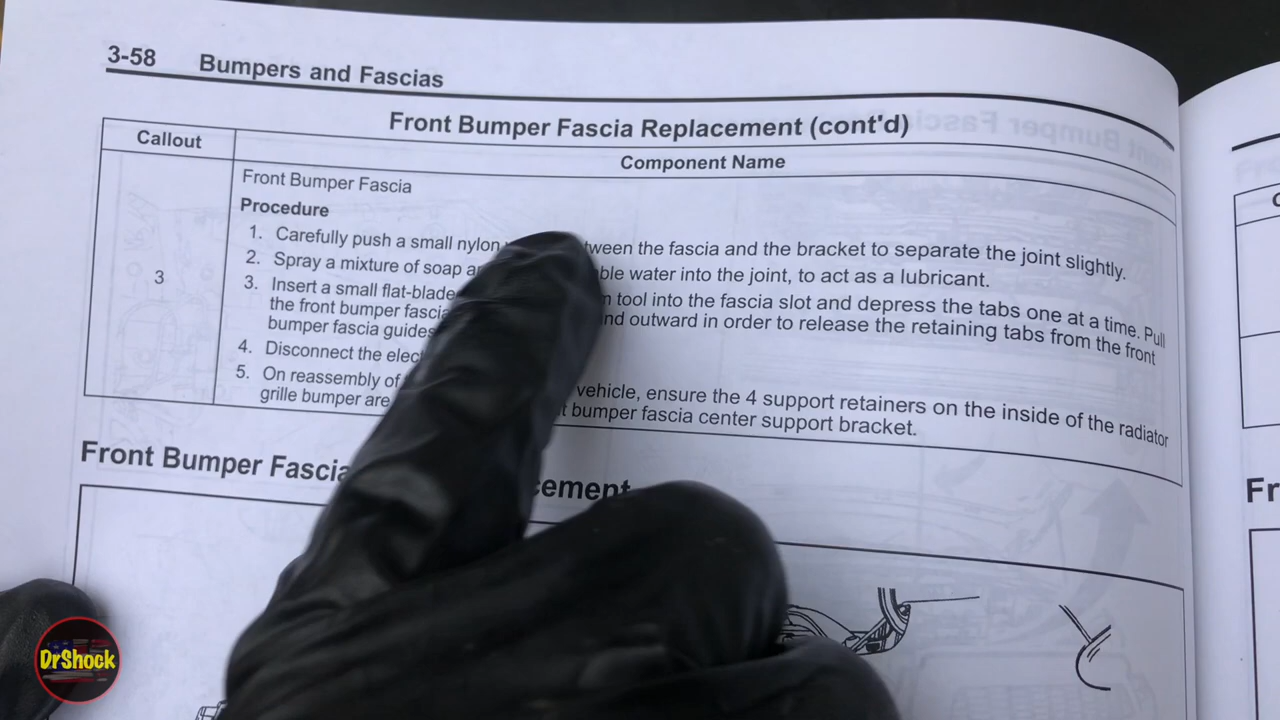 3-58 Bumpers and Fascias
Front Bumper Fascia Replacement (cont'd)
Callout
Component Name
3
Front Bumper Fascia
Procedure
1. Carefully push a small nylon tween the fascia and the bracket to separate the joint slightly.
2. Spray a mixture of soap ble water into the joint, to act as a lubricant.
3. Insert a small flat-blade tool into the fascia slot and depress the tabs one at a time. Pull
the front bumper fascia nd outward in order to release the retaining tabs from the front
bumper fascia guides
4. Disconnect the elec
5. On reassembly of vehicle, ensure the 4 support retainers on the inside of the radiator
grille bumper are bumper fascia center support bracket.
Front Bumper Fascia cement
Fr
DrShock